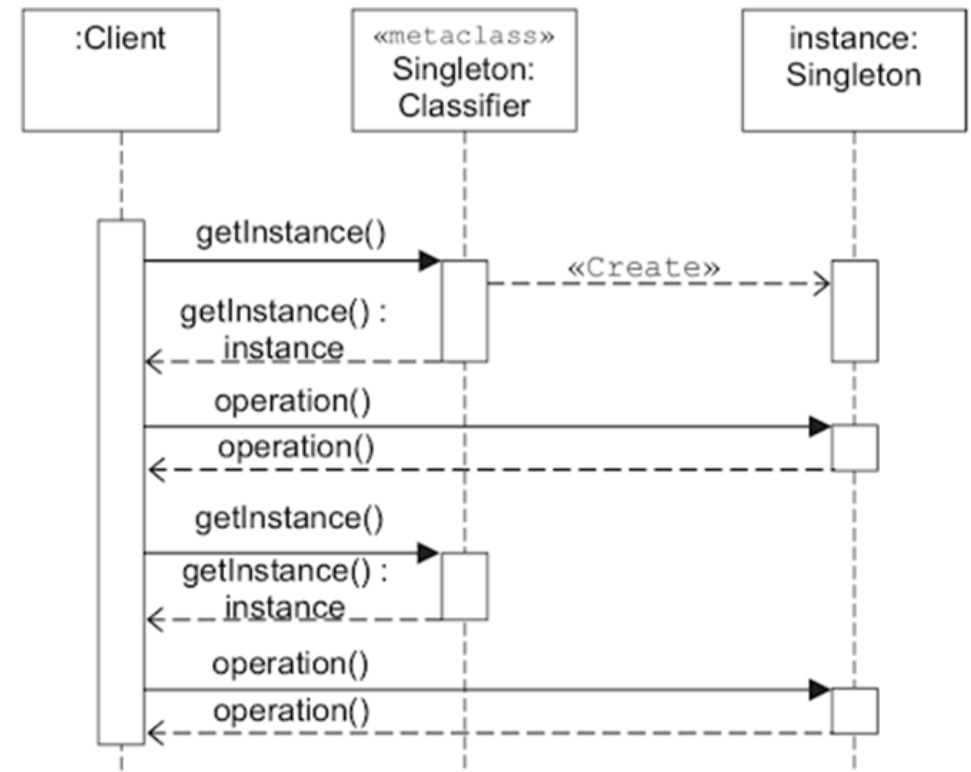 :Client
«metaclass»
Singleton:
Classifier
instance:
Singleton
getInstance()
«Create»
getInstance() :
instance
operation()
operation()
getInstance()
getInstance() :
instance
operation()
operation()